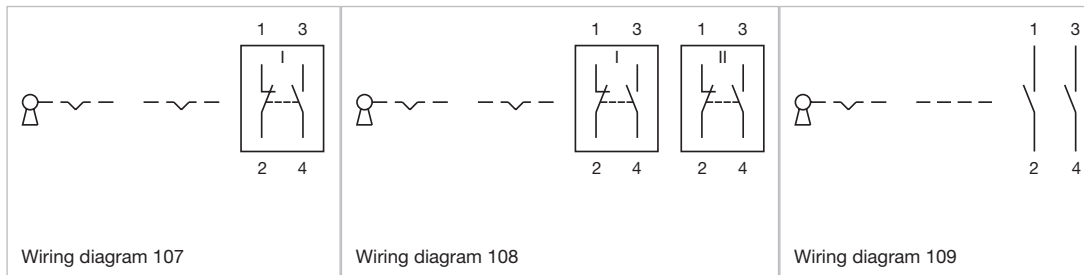 1 3
I
2 4
Wiring diagram 107
1 3 1 3
I II
2 4 2 4
Wiring diagram 108
1 3
2 4
Wiring diagram 109